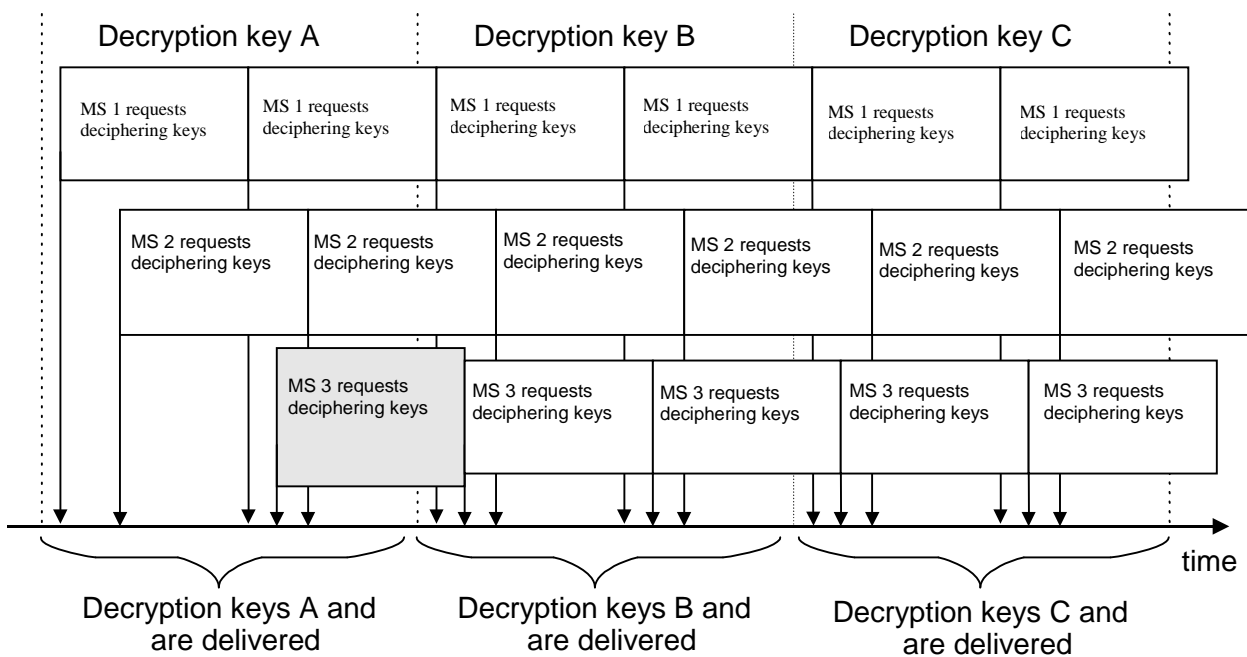 Decryption key A
Decryption key B
Decryption key C
MS 1 requests
deciphering keys
MS 1 requests
deciphering keys
MS 1 requests
deciphering keys
MS 1 requests
deciphering keys
MS 1 requests
deciphering keys
MS 1 requests
deciphering keys
MS 2 requests
deciphering keys
MS 2 requests
deciphering keys
MS 2 requests
deciphering keys
MS 2 requests
deciphering keys
MS 2 requests
deciphering keys
MS 2 requests
deciphering keys
MS 3 requests
deciphering keys
MS 3 requests
deciphering keys
MS 3 requests
deciphering keys
MS 3 requests
deciphering keys
MS 3 requests
deciphering keys
time
Decryption keys A and
are delivered
Decryption keys B and
are delivered
Decryption keys C and
are delivered